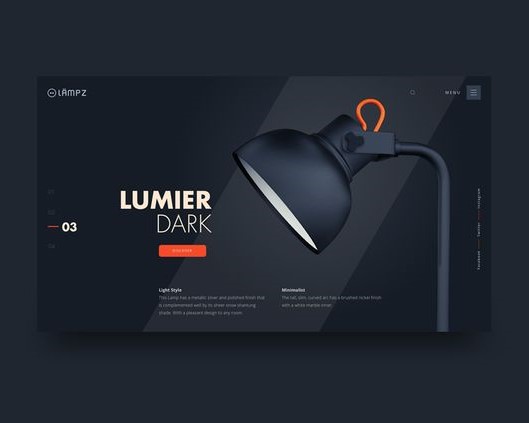 LÄMPZ
MENU
01
02
03
04
LUMIER
DARK
DISCOVER
Light Style
This Lamp has a metallic silver and polished finish that
is complemented well by its sheer snow shantung
shade. With a pleasant design to any room.
Minimalist
The tall, slim, curved arc has a brushed nickel finish
with a white marble inner.
Facebook
Twitter
Instagram